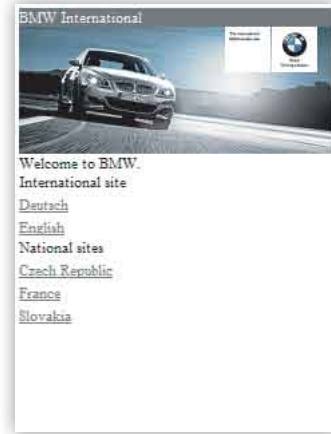 BMW International
Welcome to BMW.
International site
Deutsch
English
National sites
Czech Republic
France
Slovakia